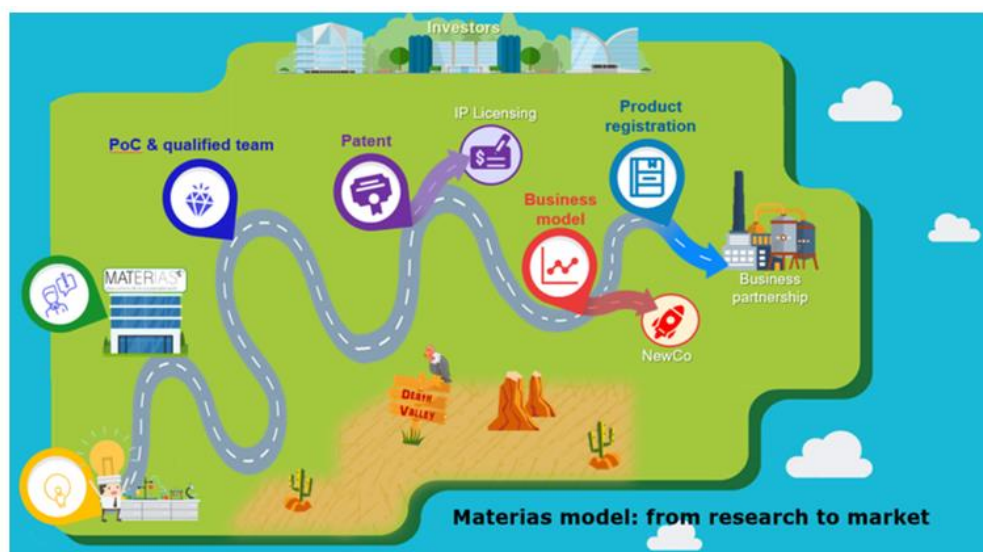 Investors
IP Licensing
Product
registration
Patent
PoC & qualified team
Business
model
MATERIAS
Business
partnership
NewCo
DEATH
VALLEY
Materias model: from research to market